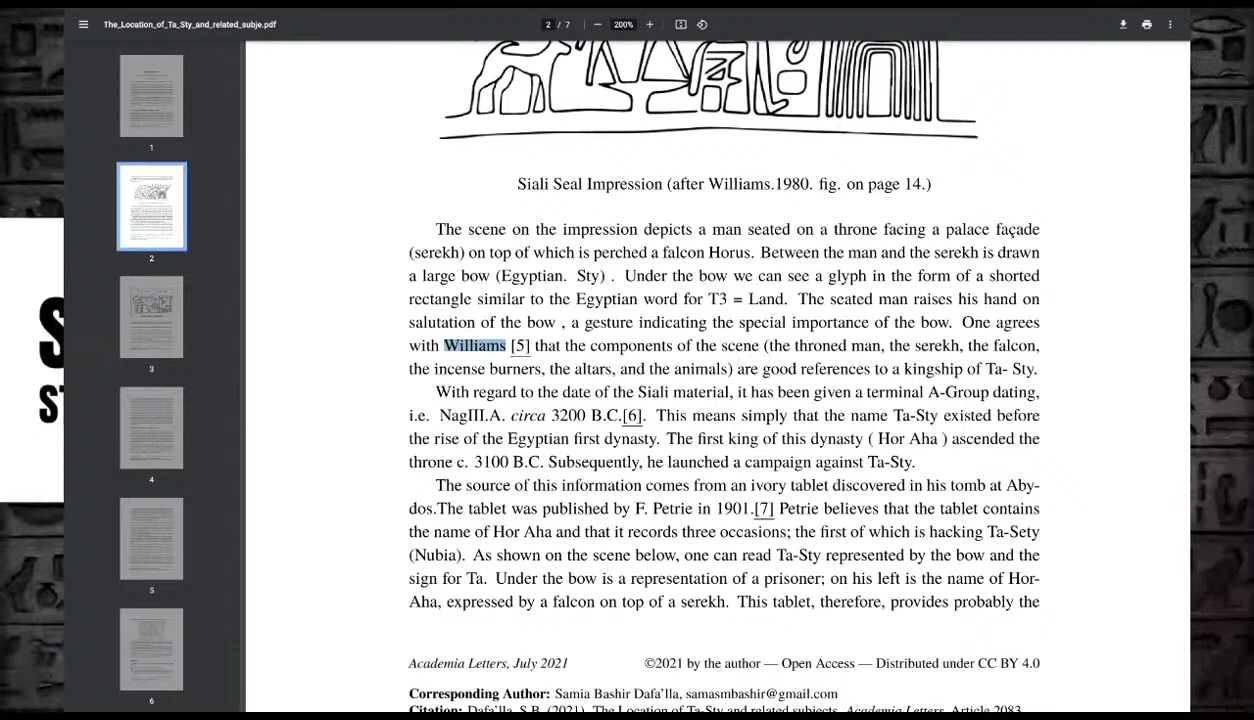 The_Location_of_Ta_Sty_and_related_subje.pdf
2 / 7
200%
1
2
3
4
5
6
Siali Seal Impression (after Williams.1980. fig. on page 14.)
The scene on the impression depicts a man seated on a throne facing a palace façade
(serekh) on top of which is perched a falcon Horus. Between the man and the serekh is drawn
a large bow (Egyptian. Sty) . Under the bow we can see a glyph in the form of a shorted
rectangle similar to the Egyptian word for T3 = Land. The seated man raises his hand on
salutation of the bow , a gesture indicating the special importance of the bow. One agrees
with Williams [5] that the components of the scene (the throned man, the serekh, the falcon,
the incense burners, the altars, and the animals) are good references to a kingship of Ta- Sty.
With regard to the date of the Siali material, it has been given a terminal A-Group dating,
i.e. NagIII.A. circa 3200 B.C.[6]. This means simply that the name Ta-Sty existed before
the rise of the Egyptian first dynasty. The first king of this dynasty ( Hor Aha ) ascended the
throne c. 3100 B.C. Subsequently, he launched a campaign against Ta-Sty.
The source of this information comes from an ivory tablet discovered in his tomb at Aby-
dos.The tablet was published by F. Petrie in 1901.[7] Petrie believes that the tablet contains
the name of Hor Aha and that it records three occasions; the first of which is hacking Ta-Sety
(Nubia). As shown on the scene below, one can read Ta-Sty represented by the bow and the
sign for Ta. Under the bow is a representation of a prisoner; on his left is the name of Hor-
Aha, expressed by a falcon on top of a serekh. This tablet, therefore, provides probably the
Academia Letters, July 2021 ©2021 by the author — Open Access — Distributed under CC BY 4.0
Corresponding Author: Samia Bashir Dafa'lla, samasmbashir@gmail.com
Citation: Dafa'lla, S.B. (2021). The Location of Ta-Sty and related subjects. Academia Letters, Article 2083.